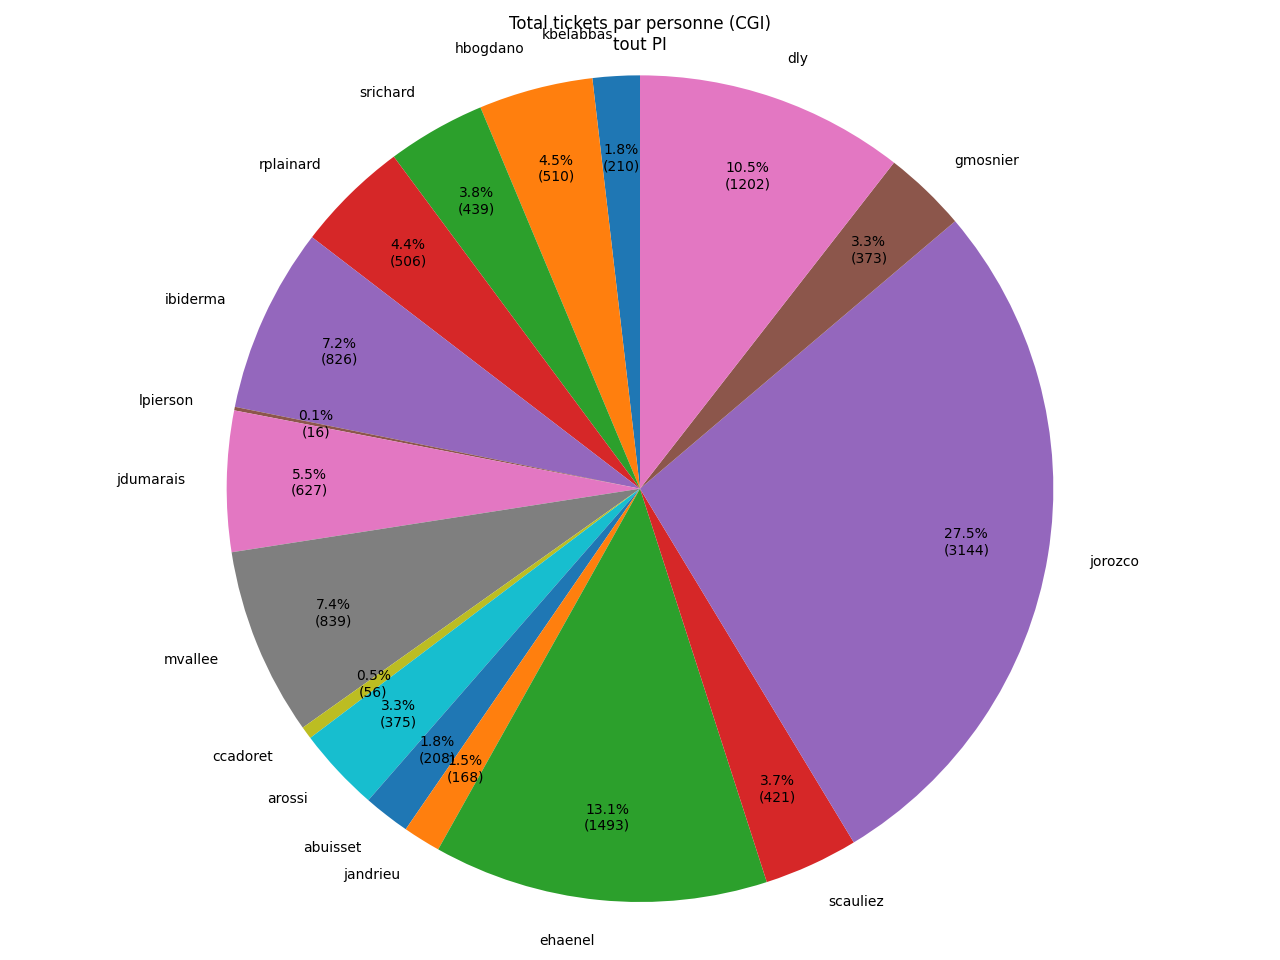 Total tickets par personne (CGI)
tout PI
kbelabbas
hbogdano
srichard
rplainard
ibiderma
lpierson
jdumarais
mvallee
ccadoret
arossi
abuisset
jandrieu
ehaenel
scauliez
jorozco
gmosnier
dly
1.8%
(210)
4.5%
(510)
3.8%
(439)
4.4%
(506)
7.2%
(826)
0.1%
(16)
5.5%
(627)
7.4%
(839)
0.5%
(56)
3.3%
(375)
1.8%
(208)
1.5%
(168)
13.1%
(1493)
3.7%
(421)
27.5%
(3144)
3.3%
(373)
10.5%
(1202)